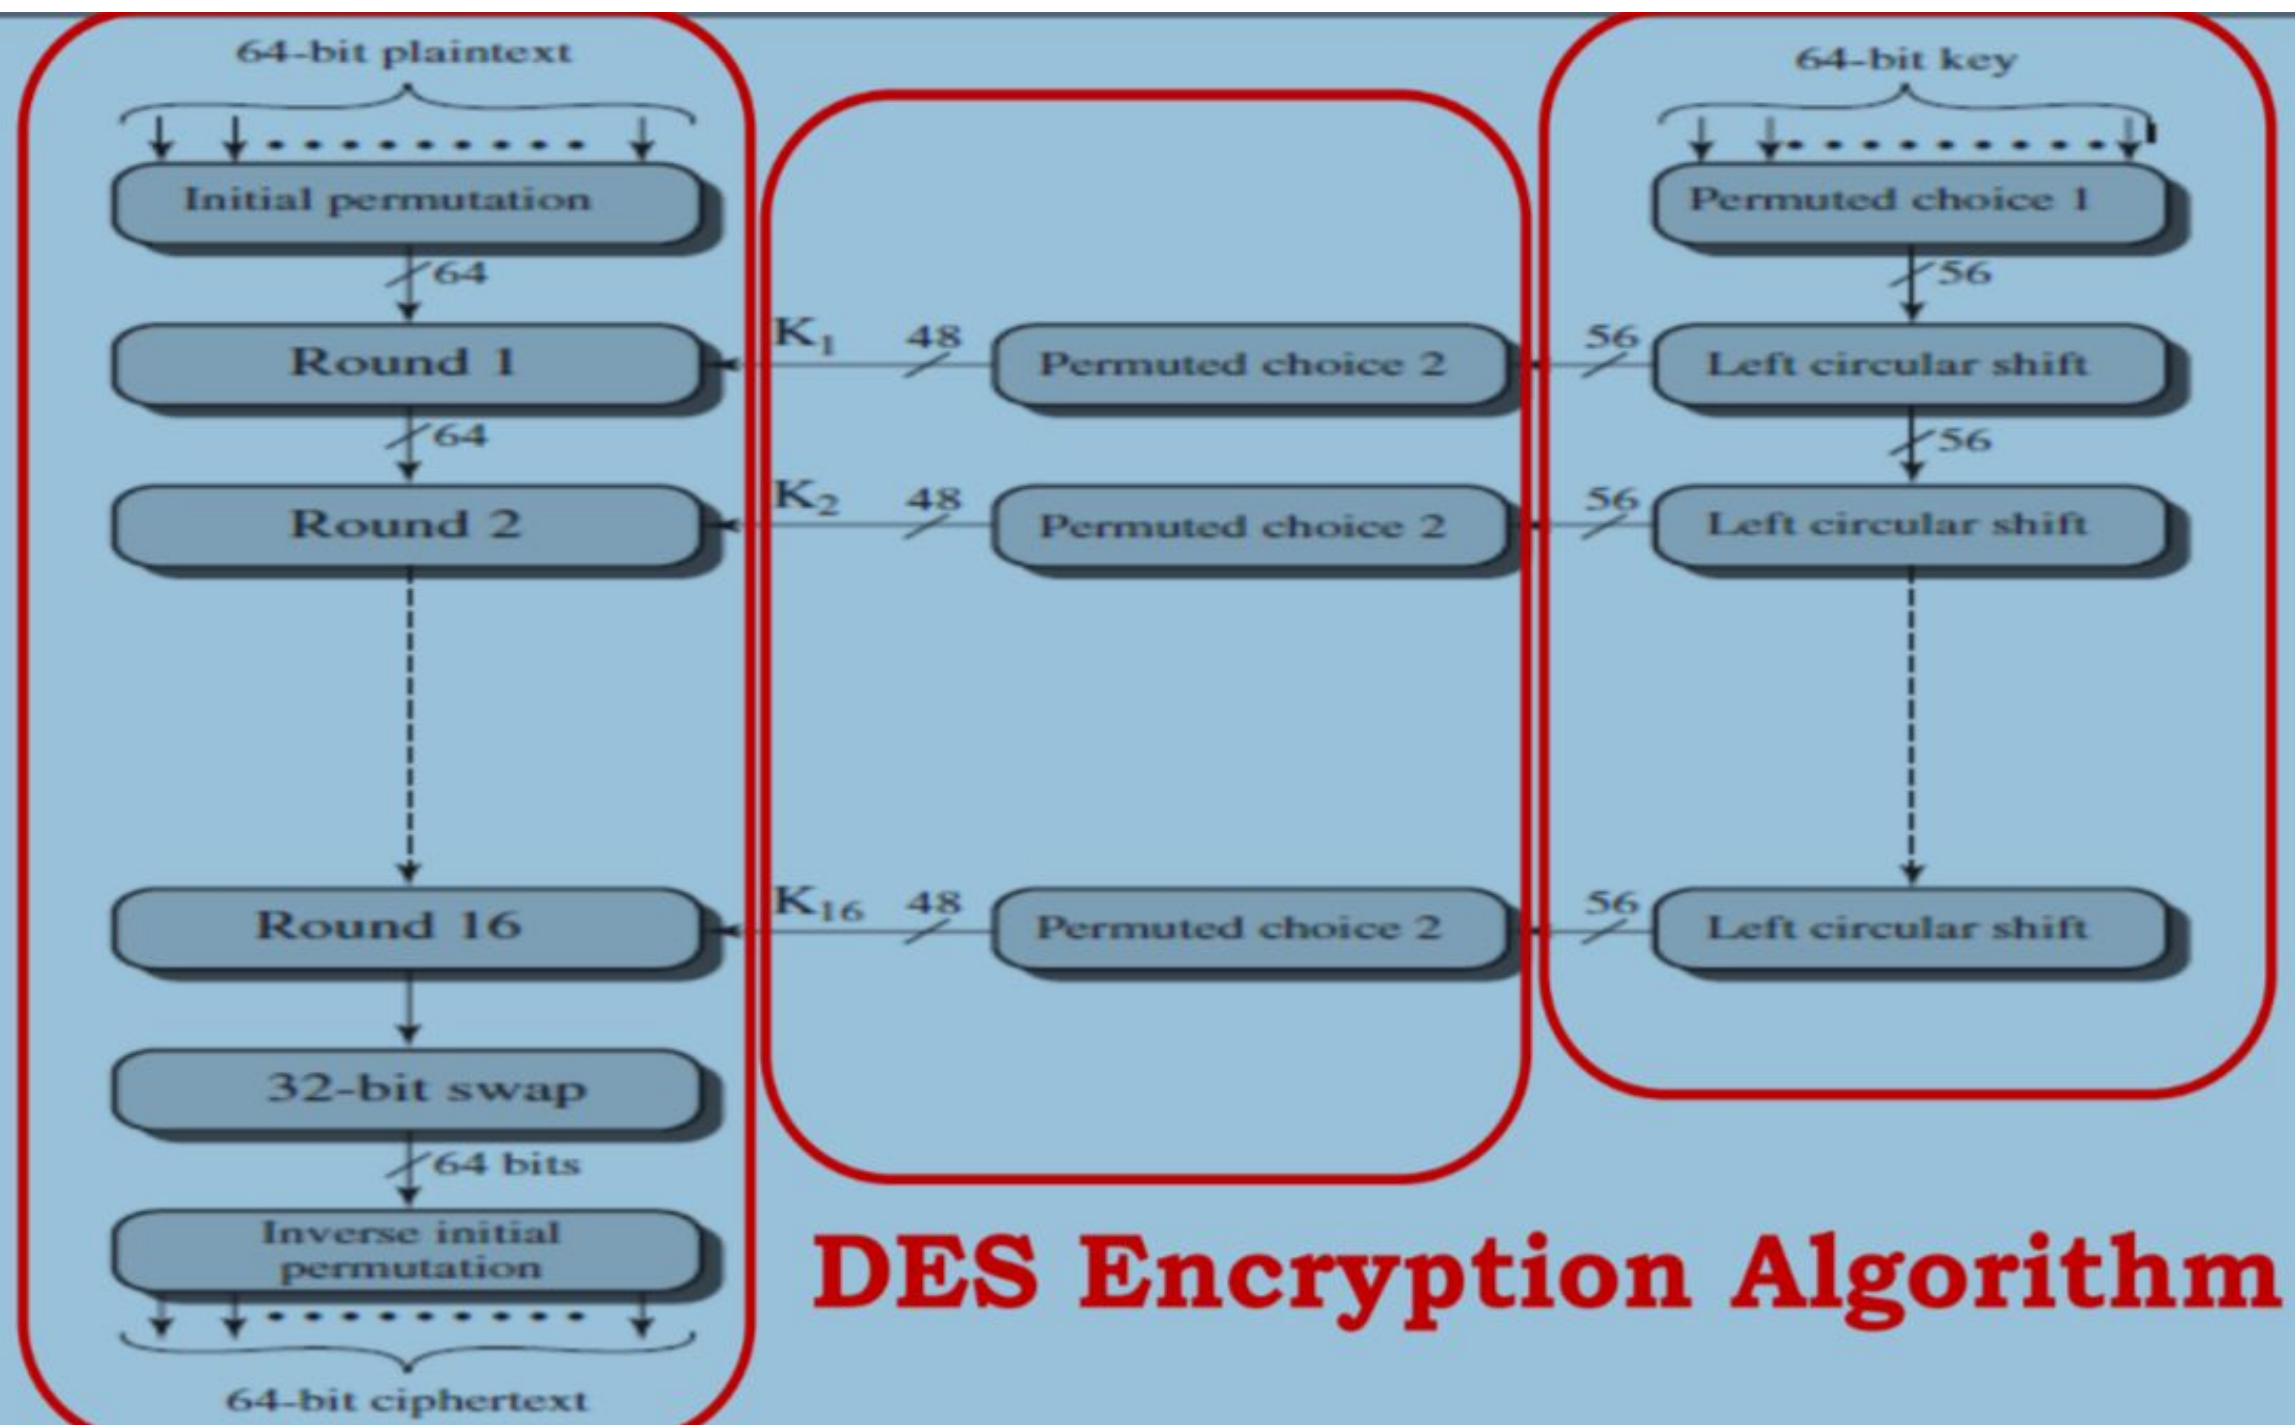 64-bit plaintext
Initial permutation
64
Round 1
64
Round 2
Round 16
32-bit swap
64 bits
Inverse initial
permutation
64-bit ciphertext
K1 48
Permuted choice 2
K2 48
Permuted choice 2
K16 48
Permuted choice 2
64-bit key
Permuted choice 1
56
56
Left circular shift
56
56
Left circular shift
56
Left circular shift
DES Encryption Algorithm